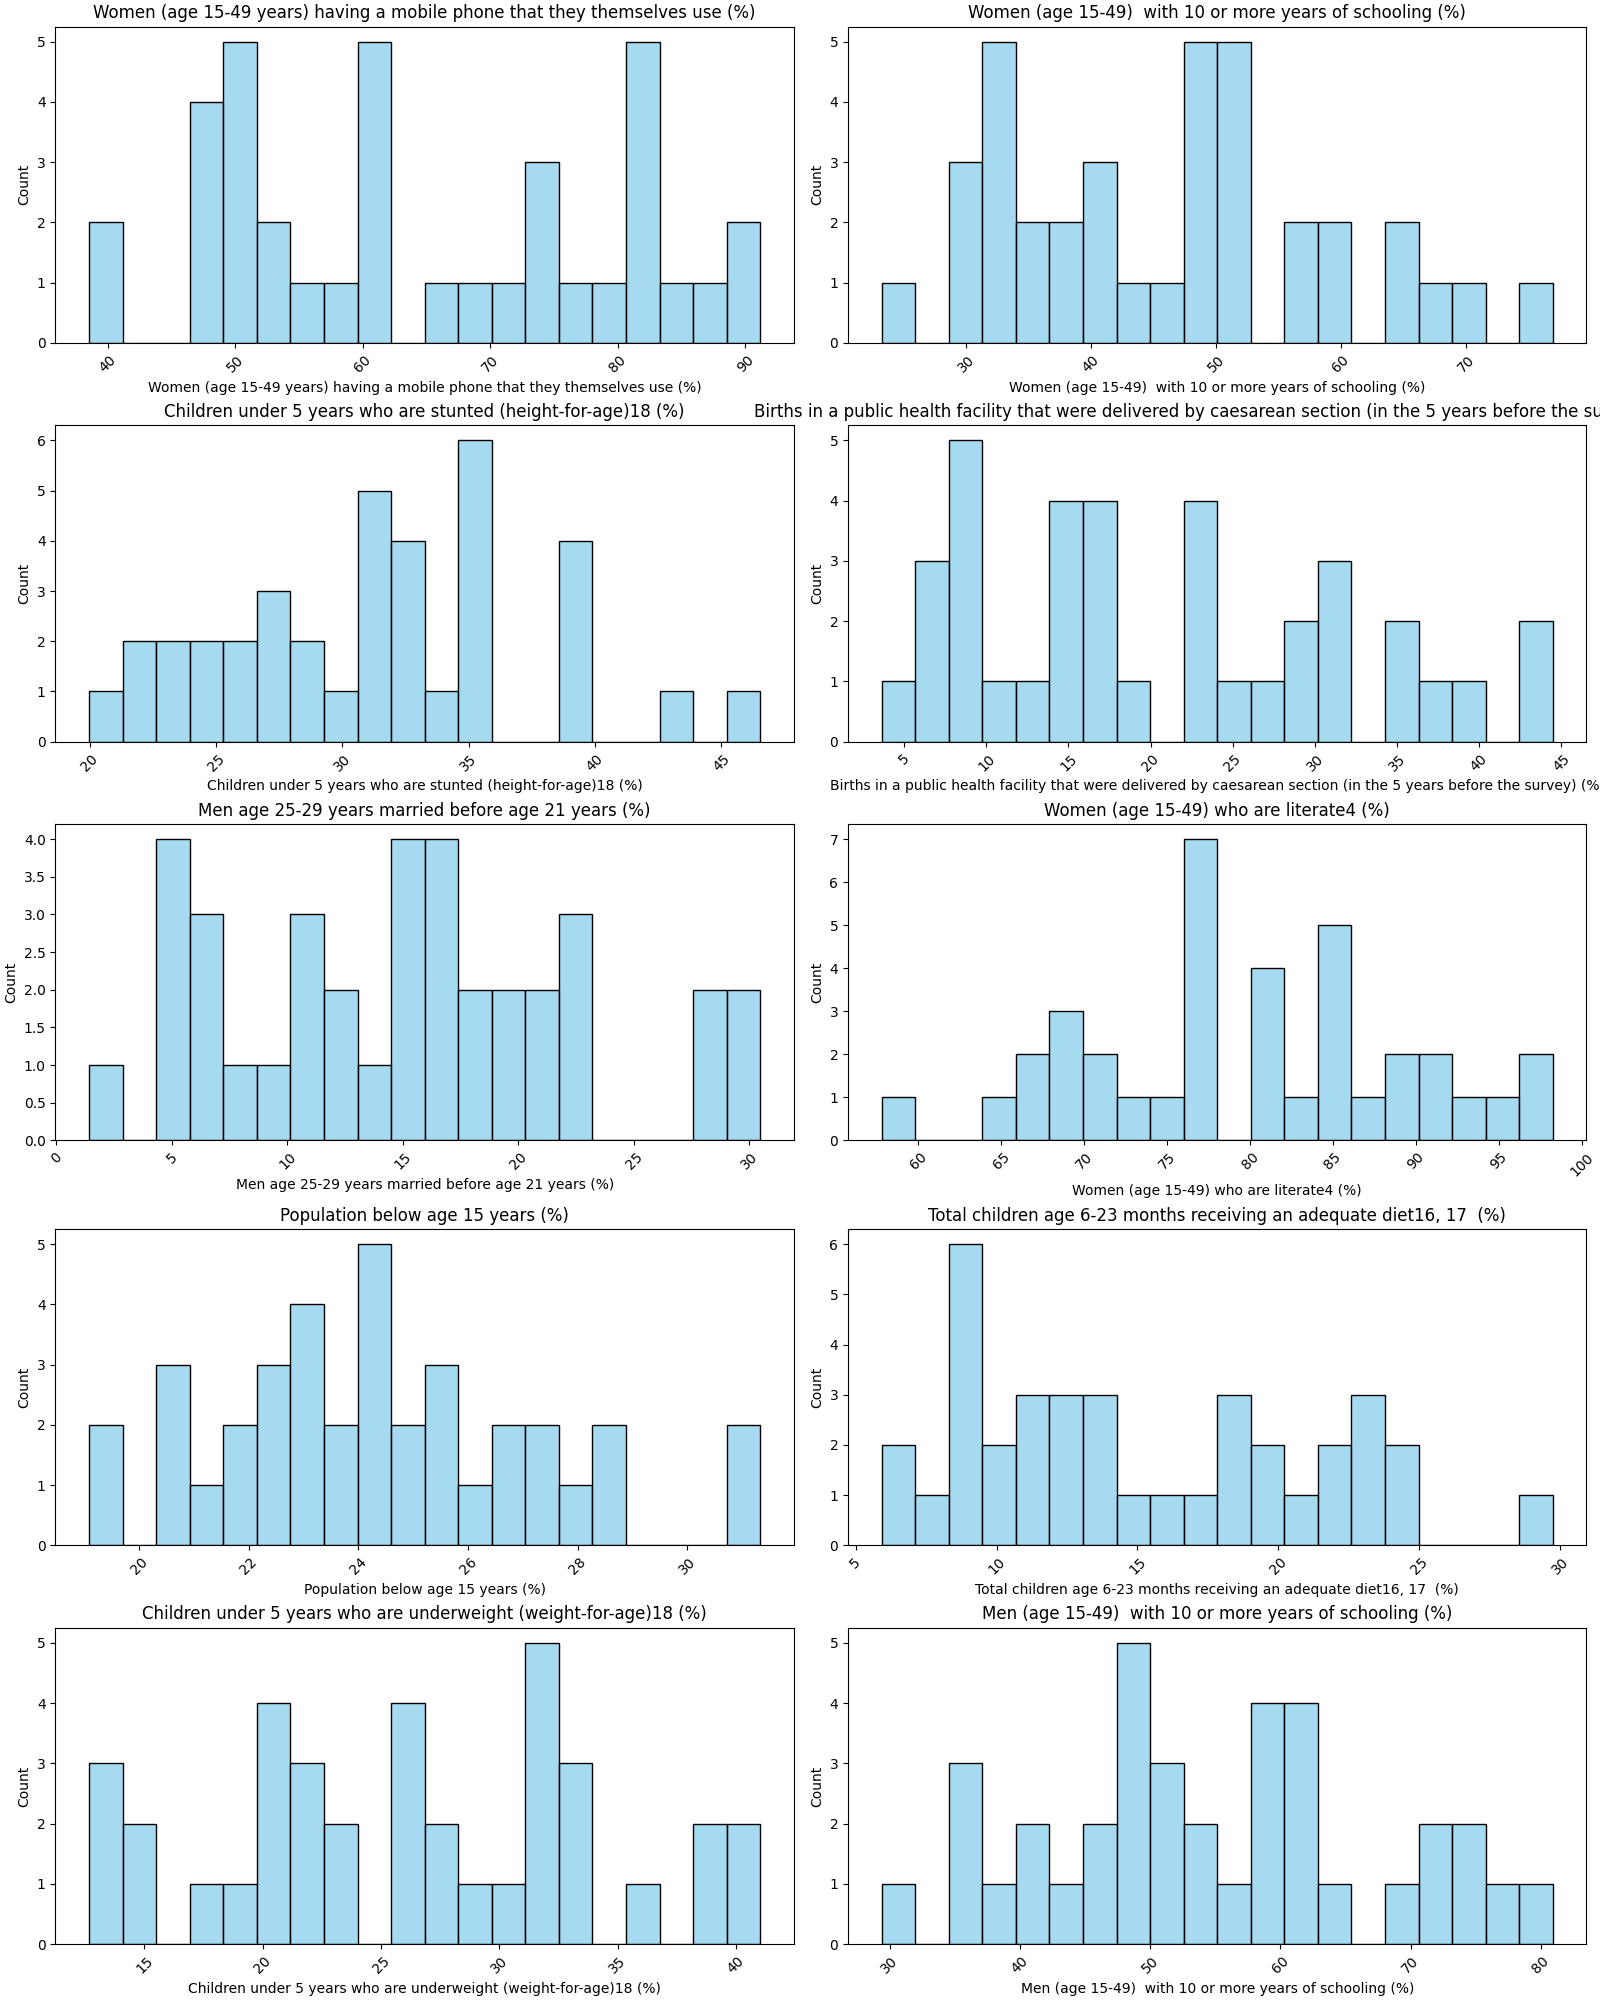 Women (age 15-49 years) having a mobile phone that they themselves use (%)
Count
5
4
3
2
1
0
40 50 60 70 80 90
Women (age 15-49 years) having a mobile phone that they themselves use (%)
Women (age 15-49)  with 10 or more years of schooling (%)
Count
5
4
3
2
1
0
30 40 50 60 70
Women (age 15-49)  with 10 or more years of schooling (%)
Children under 5 years who are stunted (height-for-age)18 (%)
Count
6
5
4
3
2
1
0
20 25 30 35 40 45
Children under 5 years who are stunted (height-for-age)18 (%)
Births in a public health facility that were delivered by caesarean section (in the 5 years before the su
Count
5
4
3
2
1
0
5 10 15 20 25 30 35 40 45
Births in a public health facility that were delivered by caesarean section (in the 5 years before the survey) (%
Men age 25-29 years married before age 21 years (%)
Count
4.0
3.5
3.0
2.5
2.0
1.5
1.0
0.5
0.0
0 5 10 15 20 25 30
Men age 25-29 years married before age 21 years (%)
Women (age 15-49) who are literate4 (%)
Count
7
6
5
4
3
2
1
0
60 65 70 75 80 85 90 95 100
Women (age 15-49) who are literate4 (%)
Population below age 15 years (%)
Count
5
4
3
2
1
0
20 22 24 26 28 30
Population below age 15 years (%)
Total children age 6-23 months receiving an adequate diet16, 17  (%)
Count
6
5
4
3
2
1
0
5 10 15 20 25 30
Total children age 6-23 months receiving an adequate diet16, 17  (%)
Children under 5 years who are underweight (weight-for-age)18 (%)
Count
5
4
3
2
1
0
15 20 25 30 35 40
Children under 5 years who are underweight (weight-for-age)18 (%)
Men (age 15-49)  with 10 or more years of schooling (%)
Count
5
4
3
2
1
0
30 40 50 60 70 80
Men (age 15-49)  with 10 or more years of schooling (%)